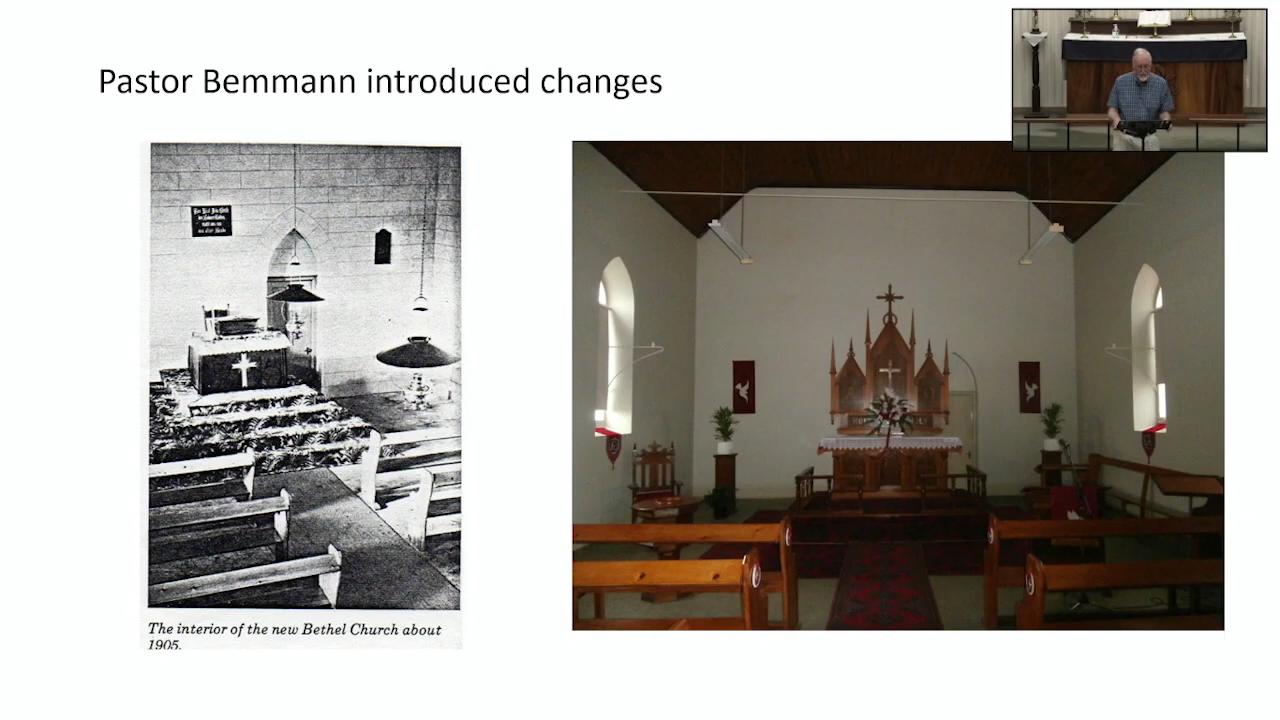 Pastor Bemmann introduced changes
The interior of the new Bethel Church about
1905.